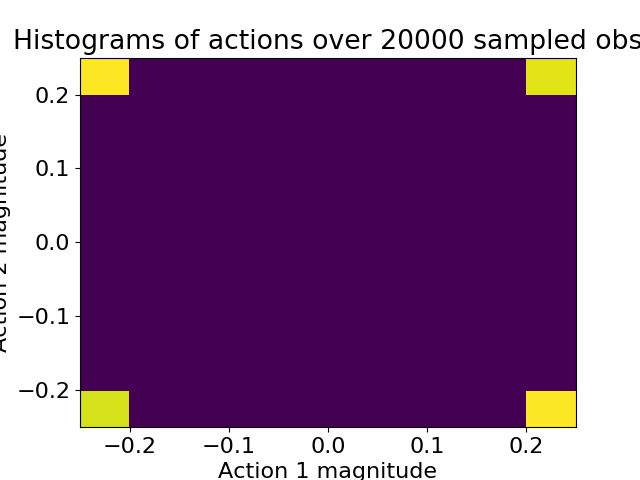 Histograms of actions over 20000 sampled obs
0.2
0.1
0.0
−0.1
−0.2
Action 2 magnitude
−0.2 −0.1 0.0 0.1 0.2
Action 1 magnitude